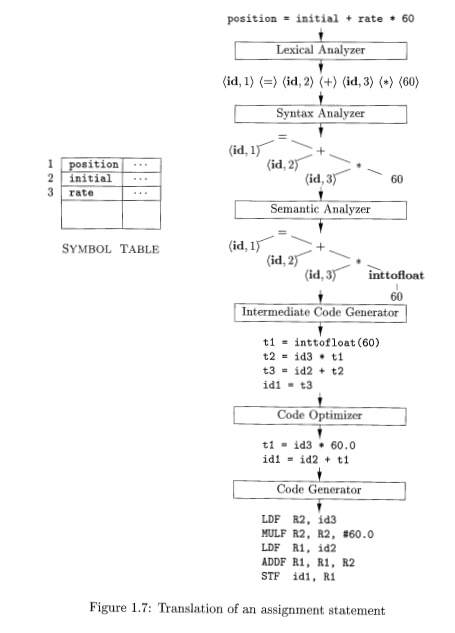 position = initial + rate * 60
Lexical Analyzer
⟨id, 1⟩ ⟨=⟩ ⟨id, 2⟩ ⟨+⟩ ⟨id, 3⟩ ⟨*⟩ ⟨60⟩
Syntax Analyzer
=
⟨id, 1⟩ +
⟨id, 2⟩ *
⟨id, 3⟩ 60
1 position ...
2 initial ...
3 rate ...
SYMBOL TABLE
Semantic Analyzer
=
⟨id, 1⟩ +
⟨id, 2⟩ *
⟨id, 3⟩ inttofloat
60
Intermediate Code Generator
t1 = inttofloat(60)
t2 = id3 * t1
t3 = id2 + t2
id1 = t3
Code Optimizer
t1 = id3 * 60.0
id1 = id2 + t1
Code Generator
LDF R2, id3
MULF R2, R2, #60.0
LDF R1, id2
ADDF R1, R1, R2
STF id1, R1
Figure 1.7: Translation of an assignment statement